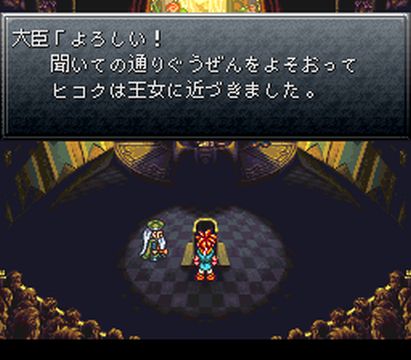 大臣「よろしい!
聞いての通りぐうぜんをよそおって
ヒコクは王女に近づきました。